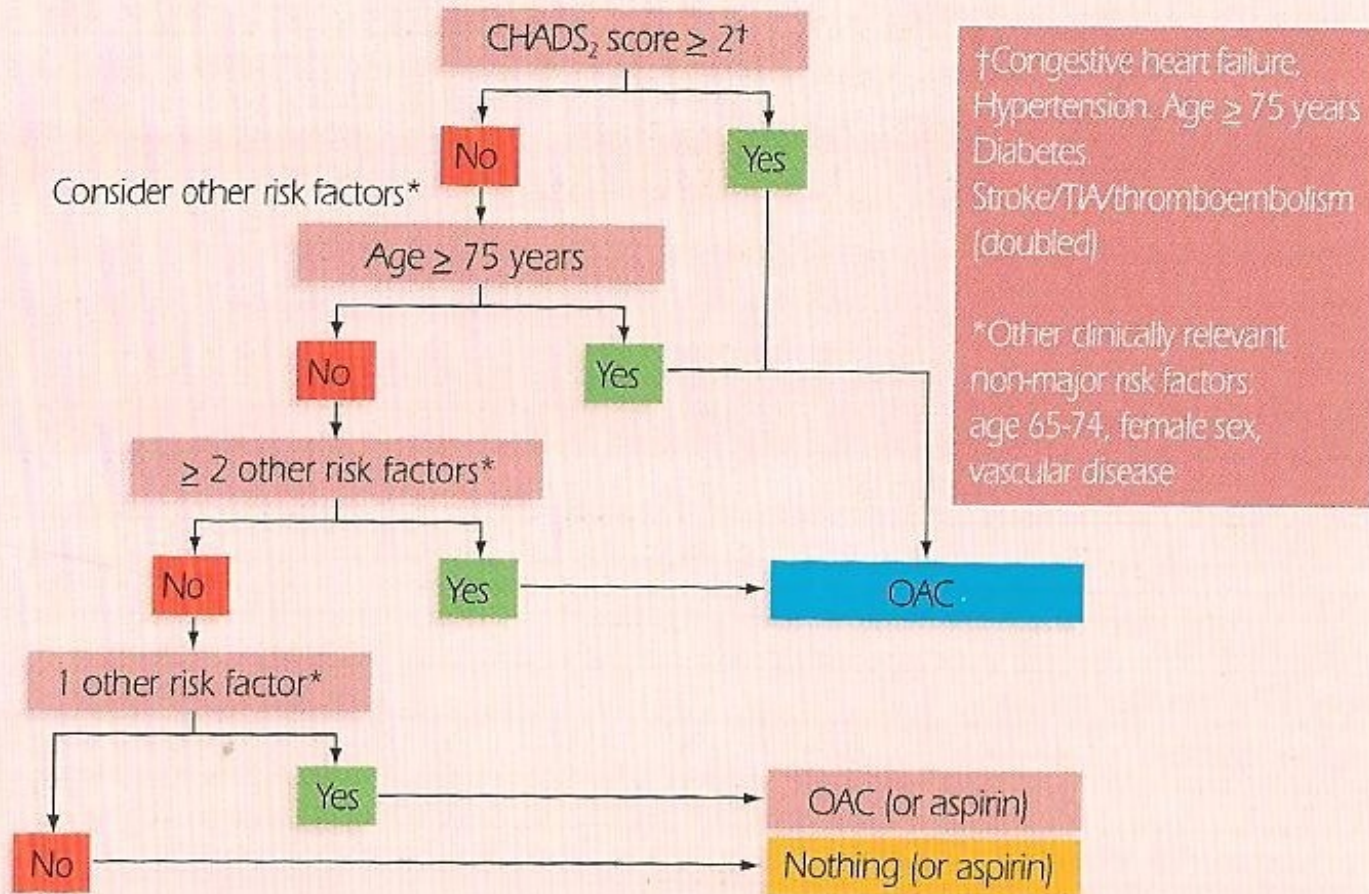 CHADS₂ score ≥ 2†
No
Yes
Consider other risk factors*
Age ≥ 75 years
No
Yes
≥ 2 other risk factors*
No
Yes
OAC
1 other risk factor*
Yes
OAC (or aspirin)
No
Nothing (or aspirin)
†Congestive heart failure,
Hypertension. Age ≥ 75 years
Diabetes.
Stroke/TIA/thromboembolism
(doubled)
*Other clinically relevant
non-major risk factors:
age 65-74, female sex,
vascular disease